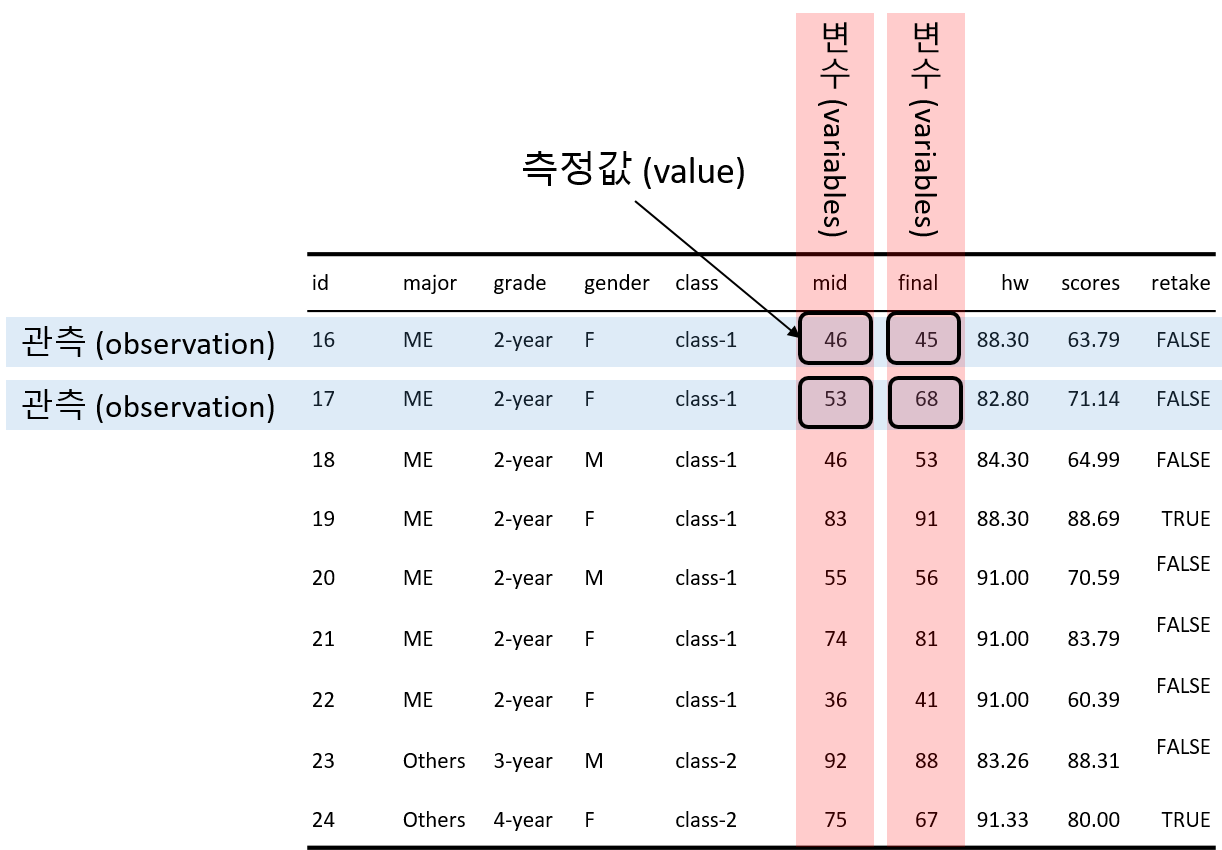 변수 (variables)
변수 (variables)
측정값 (value)
id major grade gender class mid final hw scores retake
관측 (observation) 16 ME 2-year F class-1 46 45 88.30 63.79 FALSE
관측 (observation) 17 ME 2-year F class-1 53 68 82.80 71.14 FALSE
18 ME 2-year M class-1 46 53 84.30 64.99 FALSE
19 ME 2-year F class-1 83 91 88.30 88.69 TRUE
20 ME 2-year M class-1 55 56 91.00 70.59 FALSE
21 ME 2-year F class-1 74 81 91.00 83.79 FALSE
22 ME 2-year F class-1 36 41 91.00 60.39 FALSE
23 Others 3-year M class-2 92 88 83.26 88.31 FALSE
24 Others 4-year F class-2 75 67 91.33 80.00 TRUE